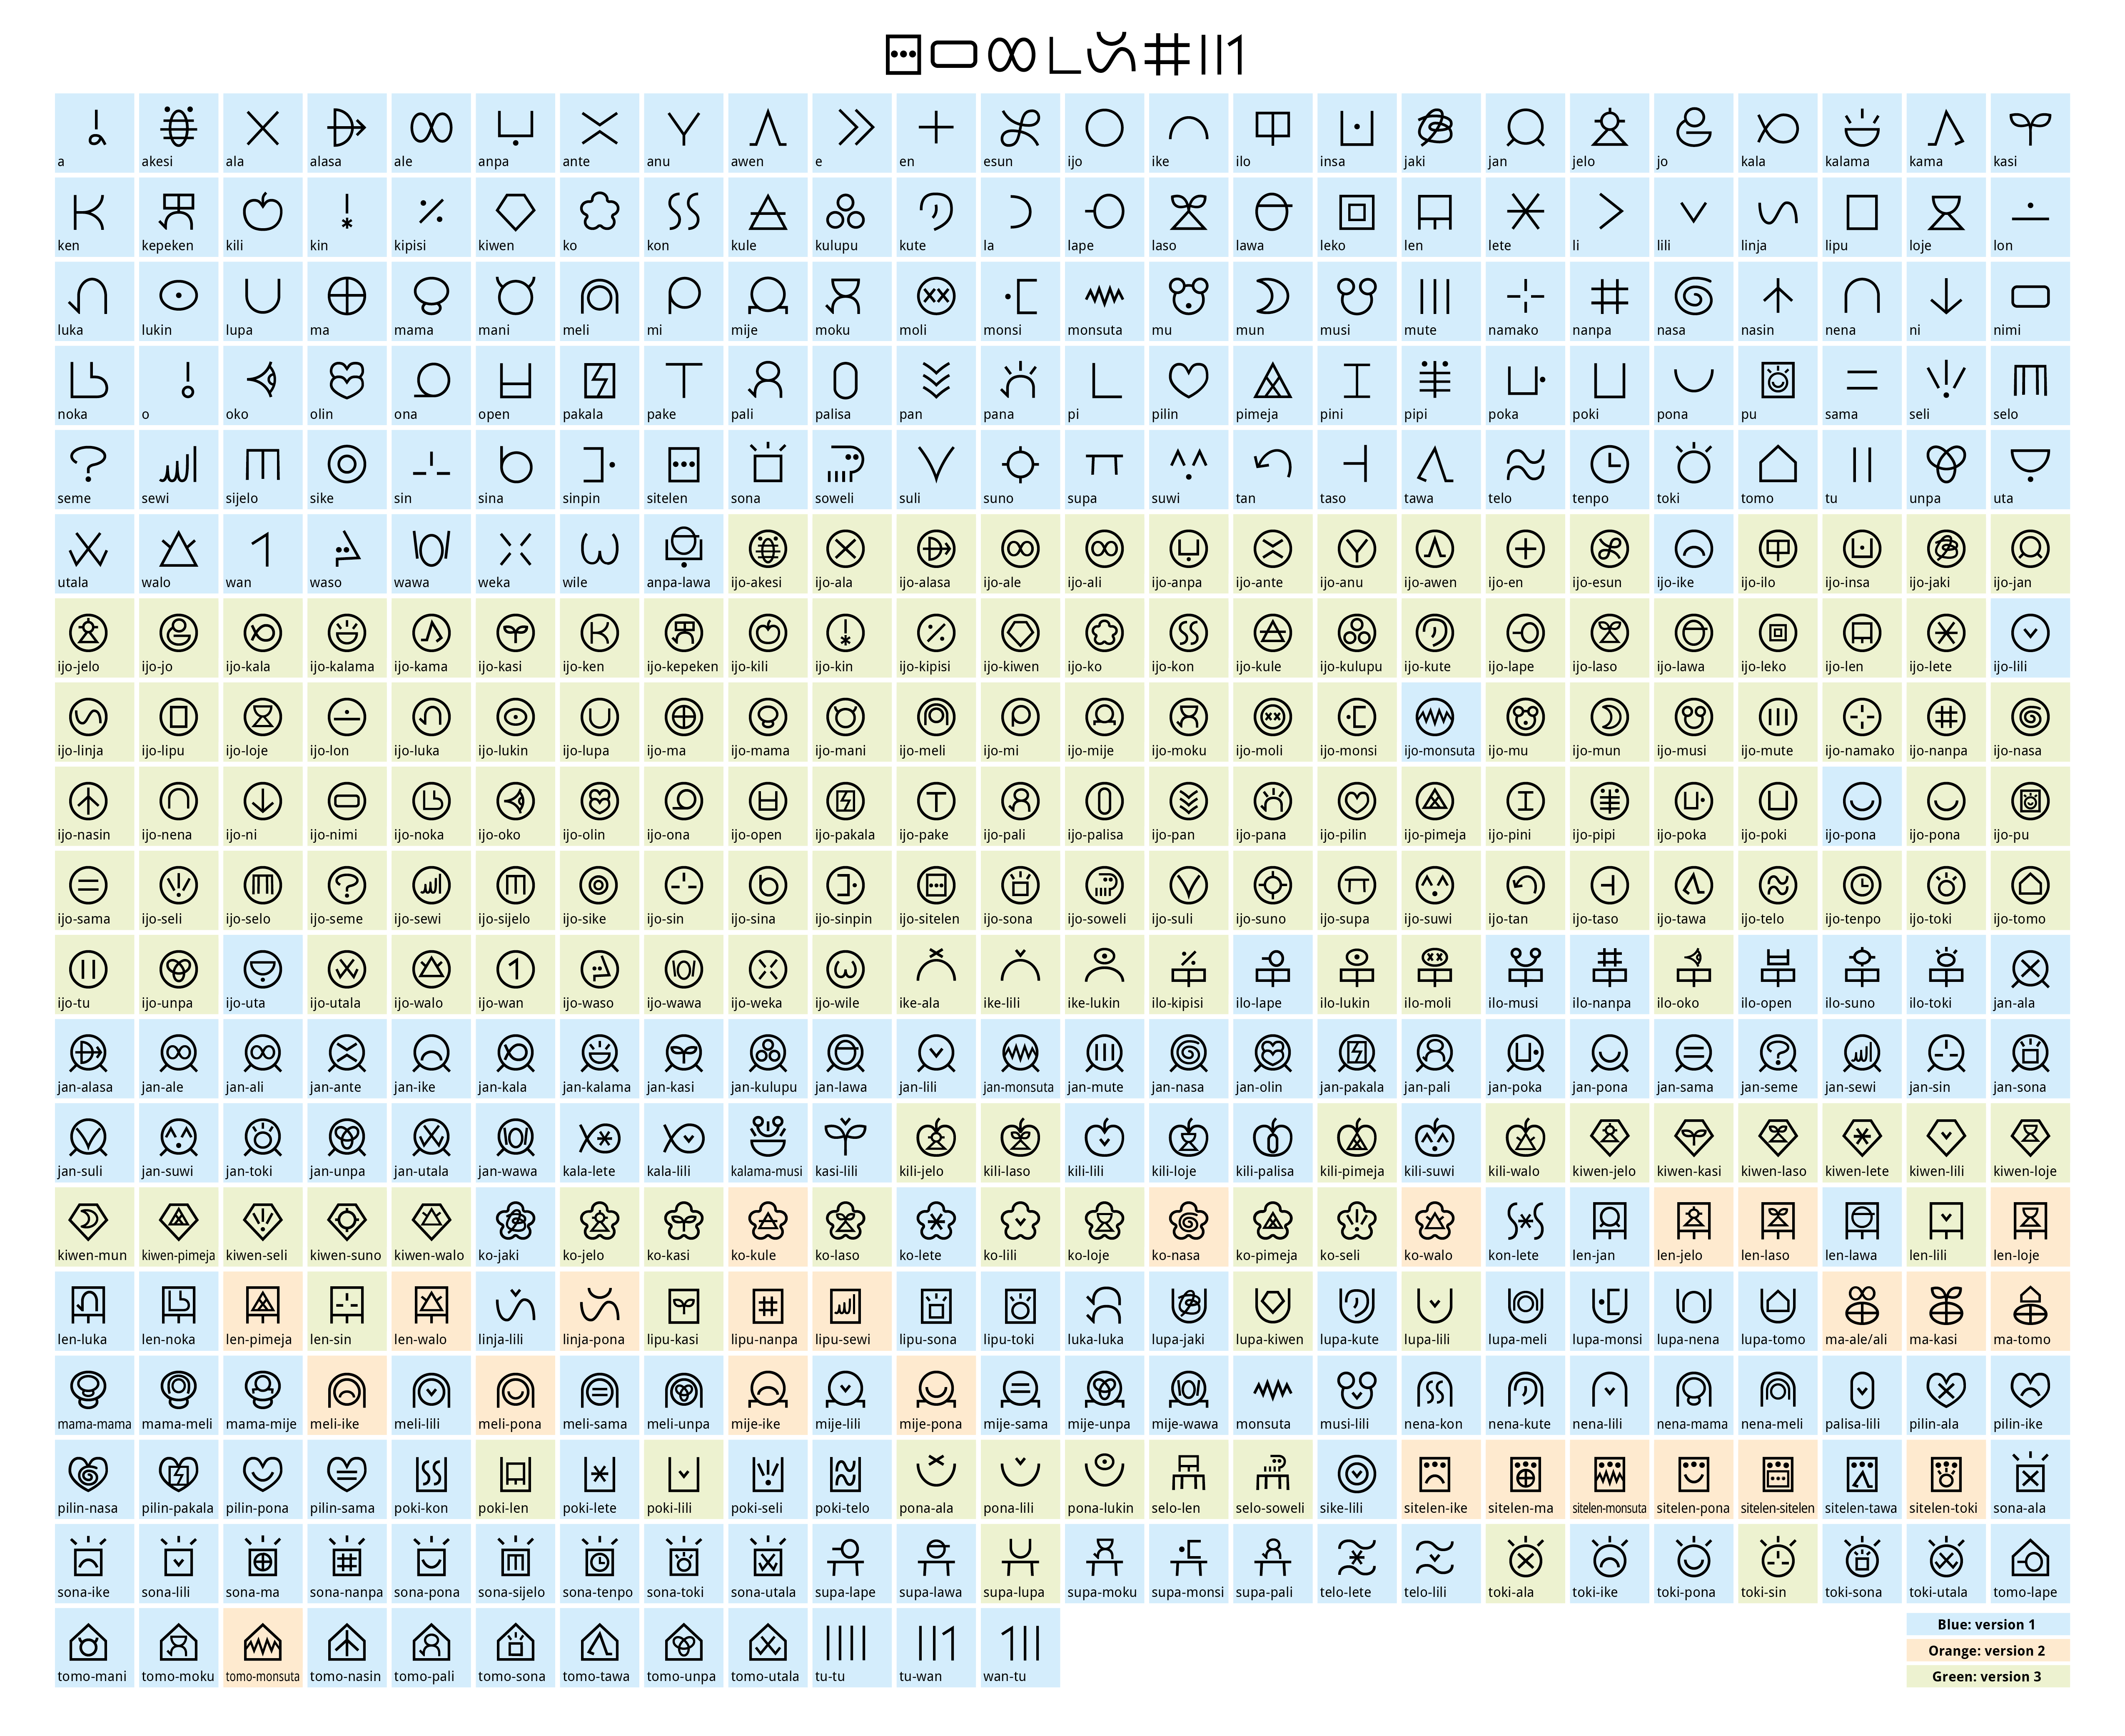 a akesi ala alasa ale anpa ante anu awen e en esun ijo ike ilo insa jaki jan jelo jo kala kalama kama kasi
ken kepeken kili kin kipisi kiwen ko kon kule kulupu kute la lape laso lawa leko len lete li lili linja lipu loje lon
luka lukin lupa ma mama mani meli mi mije moku moli monsi monsuta mu mun musi mute namako nanpa nasa nasin nena ni nimi
noka o oko olin ona open pakala pake pali palisa pan pana pi pilin pimeja pini pipi poka poki pona pu sama seli selo
seme sewi sijelo sike sin sina sinpin sitelen sona soweli suli suno supa suwi tan taso tawa telo tenpo toki tomo tu unpa uta
utala walo wan waso wawa weka wile anpa-lawa ijo-akesi ijo-ala ijo-alasa ijo-ale ijo-ali ijo-anpa ijo-ante ijo-anu ijo-awen ijo-en ijo-esun ijo-ike ijo-ilo ijo-insa ijo-jaki ijo-jan
ijo-jelo ijo-jo ijo-kala ijo-kalama ijo-kama ijo-kasi ijo-ken ijo-kepeken ijo-kili ijo-kin ijo-kipisi ijo-kiwen ijo-ko ijo-kon ijo-kule ijo-kulupu ijo-kute ijo-lape ijo-laso ijo-lawa ijo-leko ijo-len ijo-lete ijo-lili
ijo-linja ijo-lipu ijo-loje ijo-lon ijo-luka ijo-lukin ijo-lupa ijo-ma ijo-mama ijo-mani ijo-meli ijo-mi ijo-mije ijo-moku ijo-moli ijo-monsi ijo-monsuta ijo-mu ijo-mun ijo-musi ijo-mute ijo-namako ijo-nanpa ijo-nasa
ijo-nasin ijo-nena ijo-ni ijo-nimi ijo-noka ijo-oko ijo-olin ijo-ona ijo-open ijo-pakala ijo-pake ijo-pali ijo-palisa ijo-pan ijo-pana ijo-pilin ijo-pimeja ijo-pini ijo-pipi ijo-poka ijo-poki ijo-pona ijo-pona ijo-pu
ijo-sama ijo-seli ijo-selo ijo-seme ijo-sewi ijo-sijelo ijo-sike ijo-sin ijo-sina ijo-sinpin ijo-sitelen ijo-sona ijo-soweli ijo-suli ijo-suno ijo-supa ijo-suwi ijo-tan ijo-taso ijo-tawa ijo-telo ijo-tenpo ijo-toki ijo-tomo
ijo-tu ijo-unpa ijo-uta ijo-utala ijo-walo ijo-wan ijo-waso ijo-wawa ijo-weka ijo-wile ike-ala ike-lili ike-lukin ilo-kipisi ilo-lape ilo-lukin ilo-moli ilo-musi ilo-nanpa ilo-oko ilo-open ilo-suno ilo-toki jan-ala
jan-alasa jan-ale jan-ali jan-ante jan-ike jan-kala jan-kalama jan-kasi jan-kulupu jan-lawa jan-lili jan-monsuta jan-mute jan-nasa jan-olin jan-pakala jan-pali jan-poka jan-pona jan-sama jan-seme jan-sewi jan-sin jan-sona
jan-suli jan-suwi jan-toki jan-unpa jan-utala jan-wawa kala-lete kala-lili kalama-musi kasi-lili kili-jelo kili-laso kili-lili kili-loje kili-palisa kili-pimeja kili-suwi kili-walo kiwen-jelo kiwen-kasi kiwen-laso kiwen-lete kiwen-lili kiwen-loje
kiwen-mun kiwen-pimeja kiwen-seli kiwen-suno kiwen-walo ko-jaki ko-jelo ko-kasi ko-kule ko-laso ko-lete ko-lili ko-loje ko-nasa ko-pimeja ko-seli ko-walo kon-lete len-jan len-jelo len-laso len-lawa len-lili len-loje
len-luka len-noka len-pimeja len-sin len-walo linja-lili linja-pona lipu-kasi lipu-nanpa lipu-sewi lipu-sona lipu-toki luka-luka lupa-jaki lupa-kiwen lupa-kute lupa-lili lupa-meli lupa-monsi lupa-nena lupa-tomo ma-ale/ali ma-kasi ma-tomo
mama-mama mama-meli mama-mije meli-ike meli-lili meli-pona meli-sama meli-unpa mije-ike mije-lili mije-pona mije-sama mije-unpa mije-wawa monsuta musi-lili nena-kon nena-kute nena-lili nena-mama nena-meli palisa-lili pilin-ala pilin-ike
pilin-nasa pilin-pakala pilin-pona pilin-sama poki-kon poki-len poki-lete poki-lili poki-seli poki-telo pona-ala pona-lili pona-lukin selo-len selo-soweli sike-lili sitelen-ike sitelen-ma sitelen-monsuta sitelen-pona sitelen-sitelen sitelen-tawa sitelen-toki sona-ala
sona-ike sona-lili sona-ma sona-nanpa sona-pona sona-sijelo sona-tenpo sona-toki sona-utala supa-lape supa-lawa supa-lupa supa-moku supa-monsi supa-pali telo-lete telo-lili toki-ala toki-ike toki-pona toki-sin toki-sona toki-utala tomo-lape
tomo-mani tomo-moku tomo-monsuta tomo-nasin tomo-pali tomo-sona tomo-tawa tomo-unpa tomo-utala tu-tu tu-wan wan-tu
Blue: version 1
Orange: version 2
Green: version 3